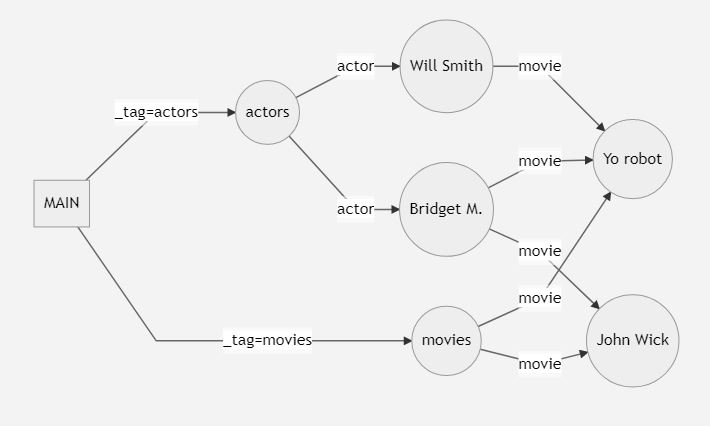 Will Smith
actor
movie
_tag=actors
actors
Yo robot
movie
MAIN
actor
Bridget M.
movie
movie
_tag=movies
movies
John Wick
movie